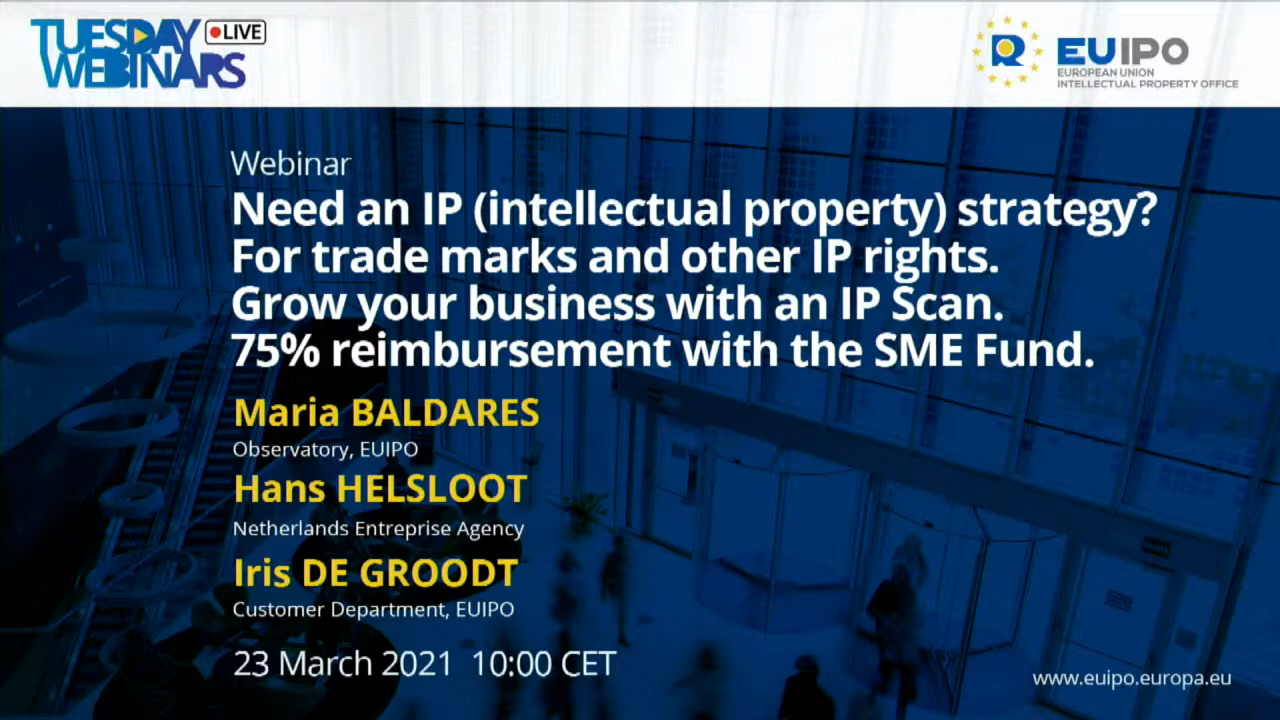 TUESDAY LIVE
WEBINARS
R EUIPO
EUROPEAN UNION
INTELLECTUAL PROPERTY OFFICE
Webinar
Need an IP (intellectual property) strategy?
For trade marks and other IP rights.
Grow your business with an IP Scan.
75% reimbursement with the SME Fund.
Maria BALDARES
Observatory, EUIPO
Hans HELSLOOT
Netherlands Entreprise Agency
Iris DE GROODT
Customer Department, EUIPO
23 March 2021 10:00 CET
www.euipo.europa.eu